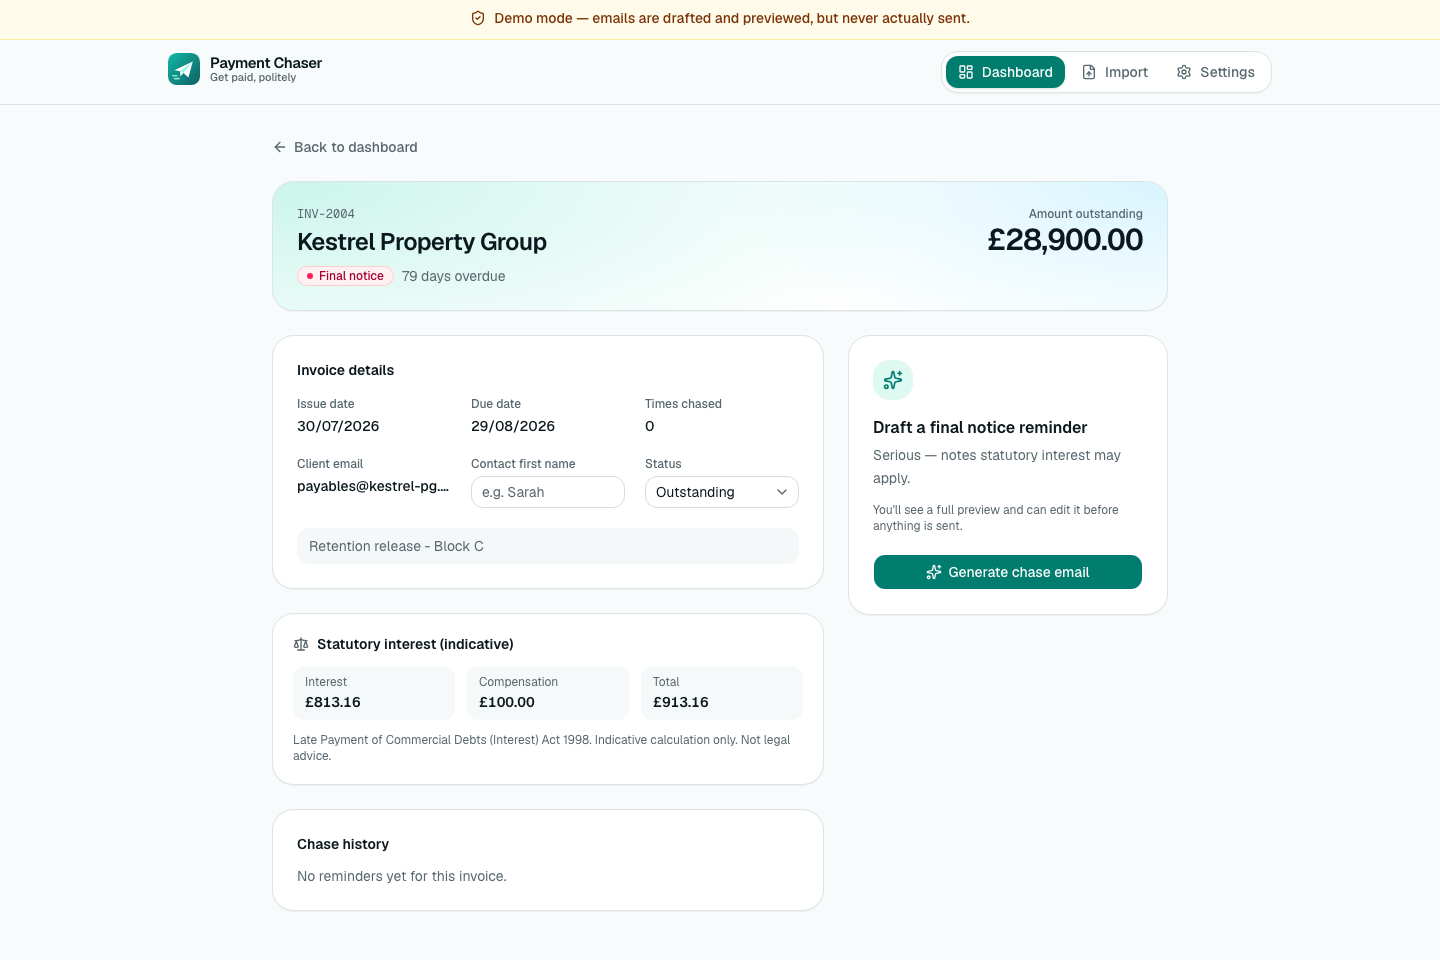 Demo mode — emails are drafted and previewed, but never actually sent.
Payment Chaser
Get paid, politely
Dashboard
Import
Settings
Back to dashboard
INV-2004
Kestrel Property Group
Final notice
79 days overdue
Amount outstanding
£28,900.00
Invoice details
Issue date
30/07/2026
Due date
29/08/2026
Times chased
0
Client email
payables@kestrel-pg....
Contact first name
e.g. Sarah
Status
Outstanding
Retention release - Block C
Draft a final notice reminder
Serious — notes statutory interest may
apply.
You'll see a full preview and can edit it before
anything is sent.
Generate chase email
Statutory interest (indicative)
Interest
£813.16
Compensation
£100.00
Total
£913.16
Late Payment of Commercial Debts (Interest) Act 1998. Indicative calculation only. Not legal
advice.
Chase history
No reminders yet for this invoice.